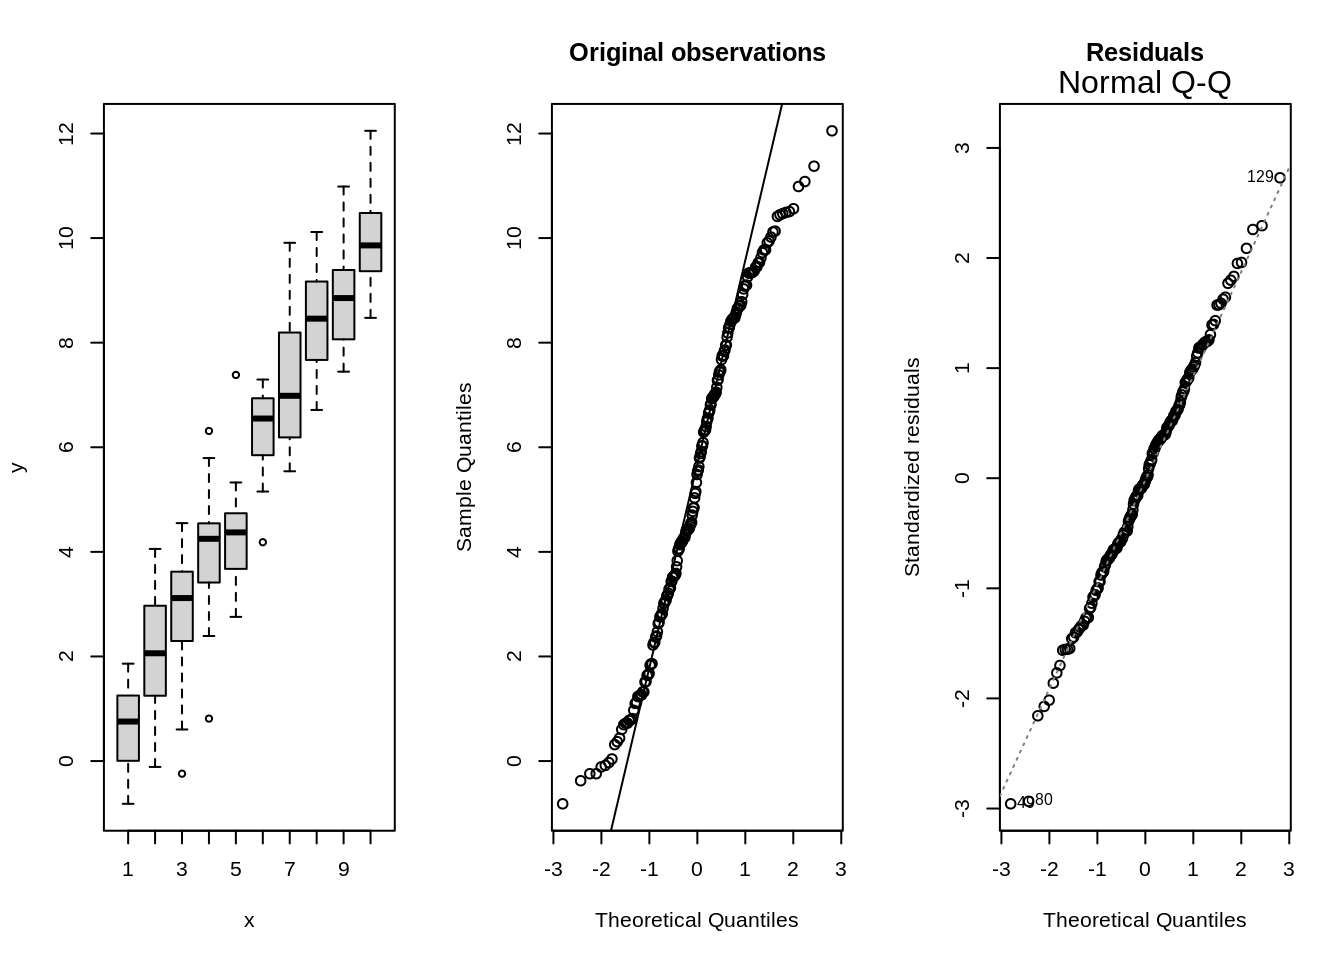 y
12
10
8
6
4
2
0
1 3 5 7 9
x
Original observations
Sample Quantiles
12
10
8
6
4
2
0
-3 -2 -1 0 1 2 3
Theoretical Quantiles
Residuals
Normal Q-Q
Standardized residuals
3
2
1
0
-1
-2
-3
129
49
80
-3 -2 -1 0 1 2 3
Theoretical Quantiles